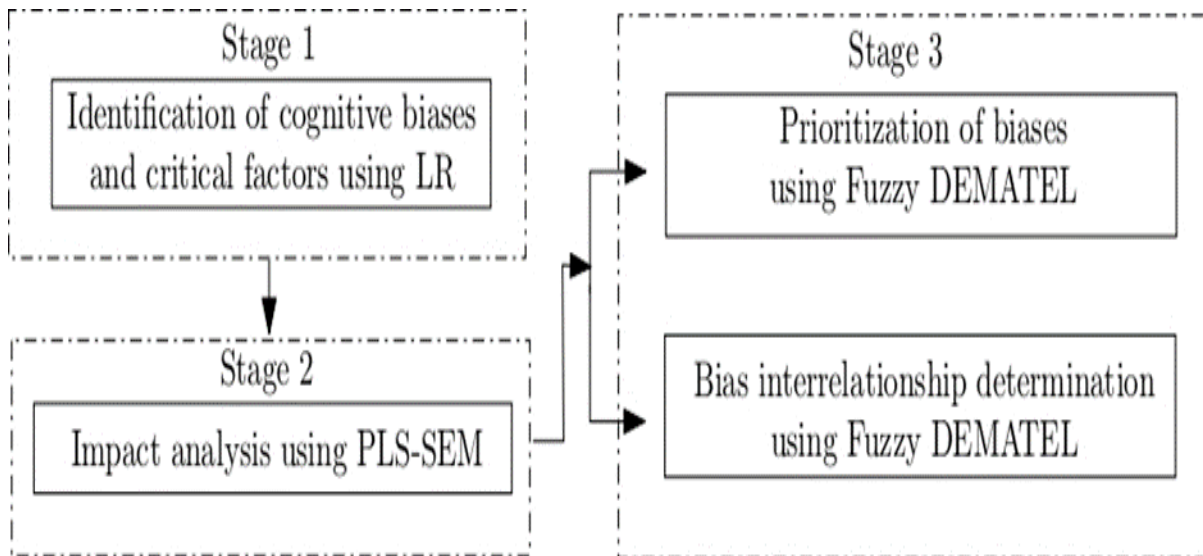 Stage 1
Identification of cognitive biases
and critical factors using LR
Stage 2
Impact analysis using PLS-SEM
Stage 3
Prioritization of biases
using Fuzzy DEMATEL
Bias interrelationship determination
using Fuzzy DEMATEL